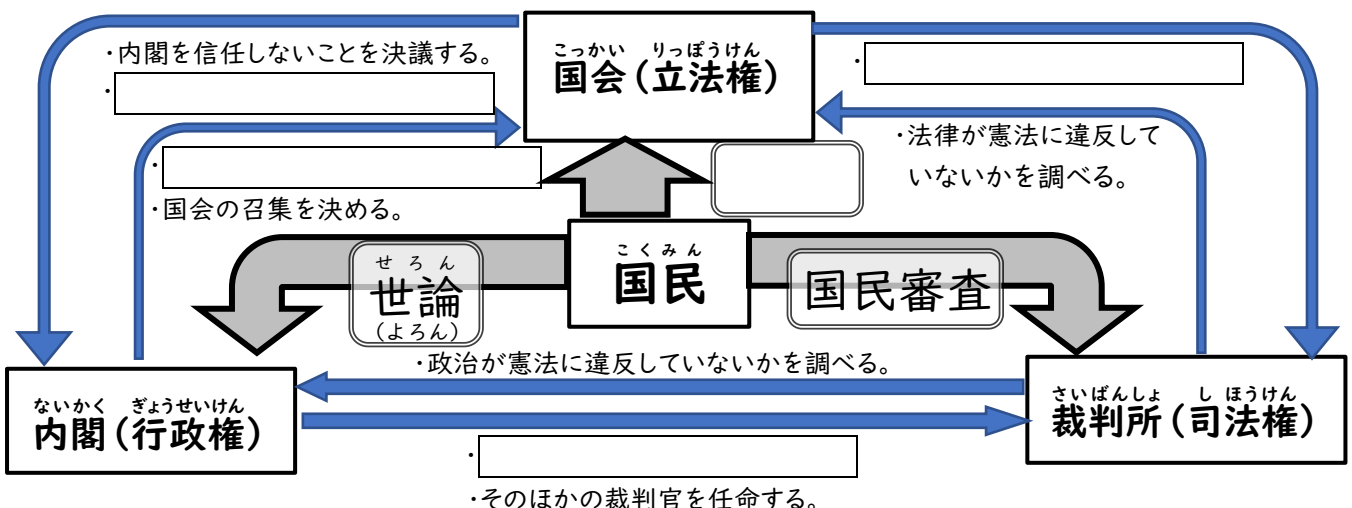 ・内閣を信任しないことを決議する。
・
こっかい りっぽうけん
国会(立法権)
・
・
・国会の召集を決める。
・法律が憲法に違反して
いないかを調べる。
せろん
世論
(よろん)
こくみん
国民
国民審査
・政治が憲法に違反していないかを調べる。
ないかく ぎょうせいけん
内閣(行政権)
さいばんしょ しほうけん
裁判所(司法権)
・
・そのほかの裁判官を任命する。